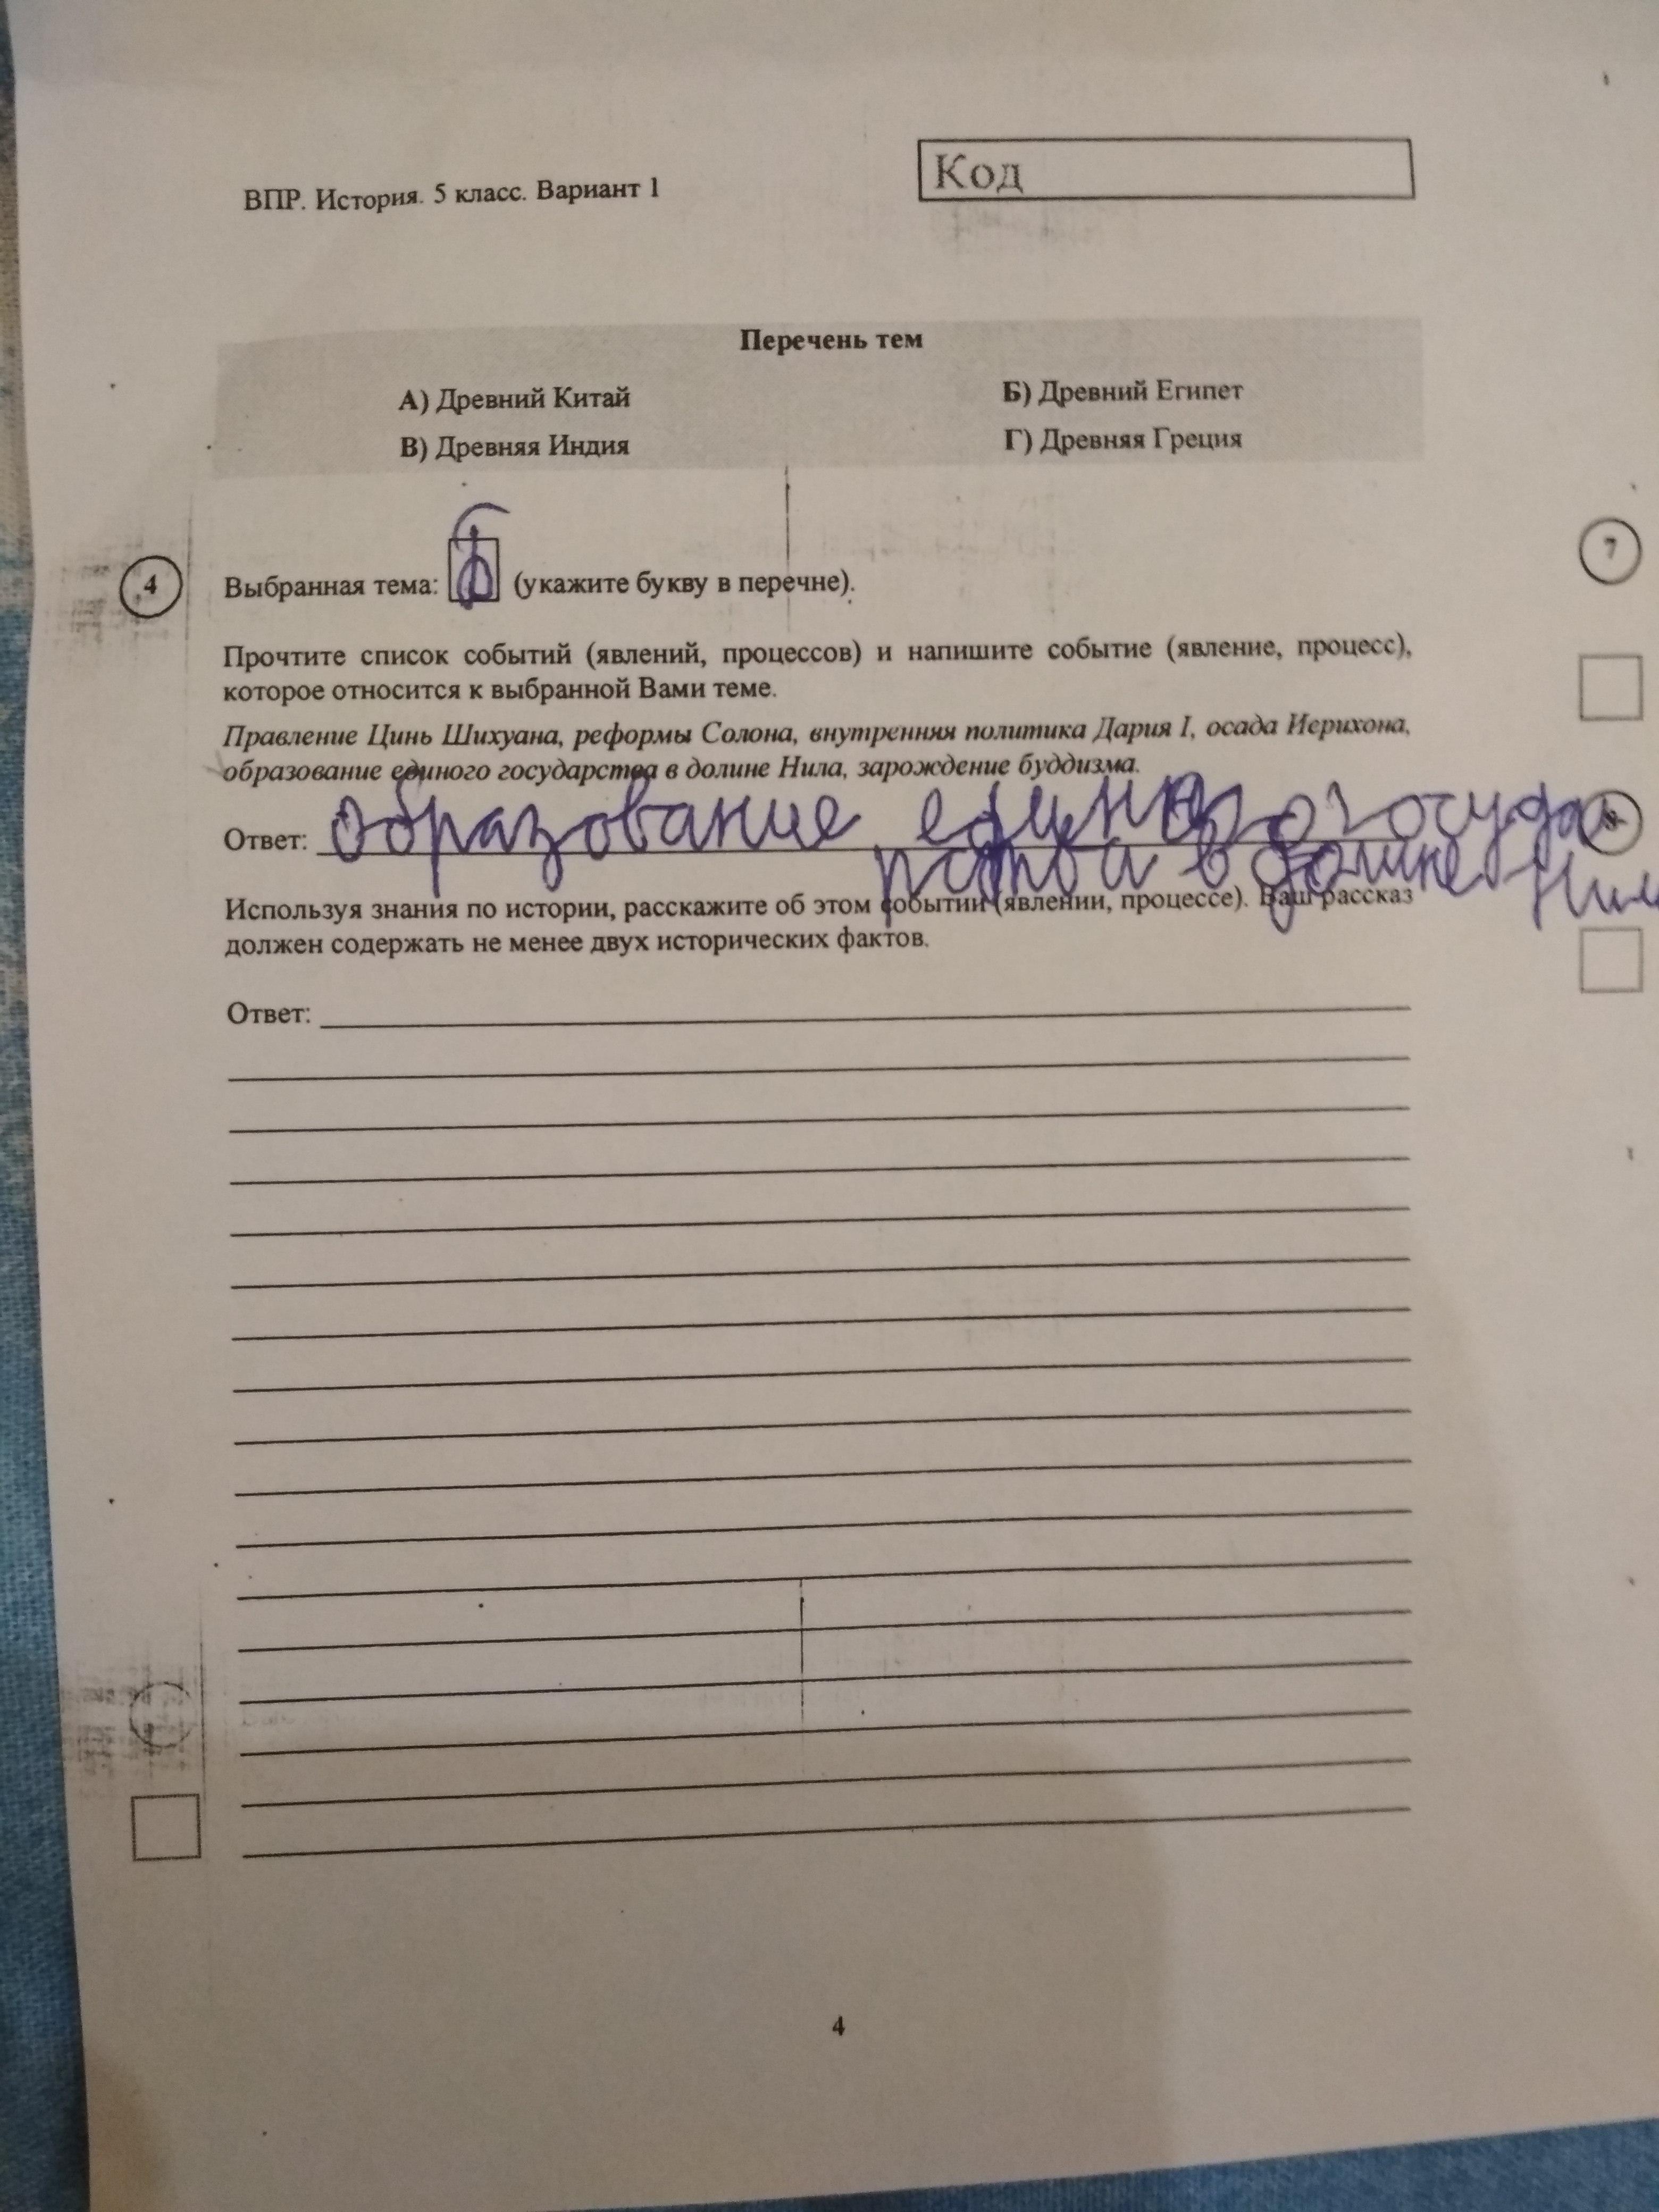 ВПР. История. 5 класс. Вариант 1
Код
Перечень тем
А) Древний Китай
Б) Древний Египет
В) Древняя Индия
Г) Древняя Греция
4
Выбранная тема: б (укажите букву в перечне).
7
Прочтите список событий (явлений, процессов) и напишите событие (явление, процесс),
которое относится к выбранной Вами теме.
Правление Цинь Шихуана, реформы Солона, внутренняя политика Дария I, осада Иерихона,
образование единого государства в долине Нила, зарождение буддизма.
Ответ: образование единого государства
в долине Нила
Используя знания по истории, расскажите об этом событии (явлении, процессе). Ваш рассказ
должен содержать не менее двух исторических фактов.
Ответ:
4